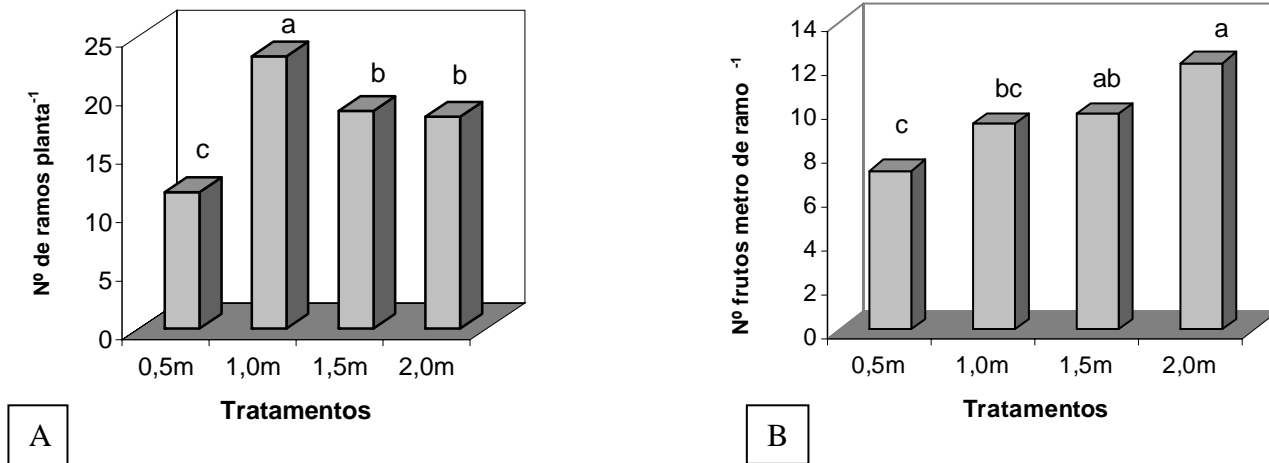 Nº de ramos planta⁻¹
25
20
15
10
5
0
c
a
b
b
0,5m 1,0m 1,5m 2,0m
Tratamentos
A
Nº frutos metro de ramo ⁻¹
14
12
10
8
6
4
2
0
c
bc
ab
a
0,5m 1,0m 1,5m 2,0m
Tratamentos
B